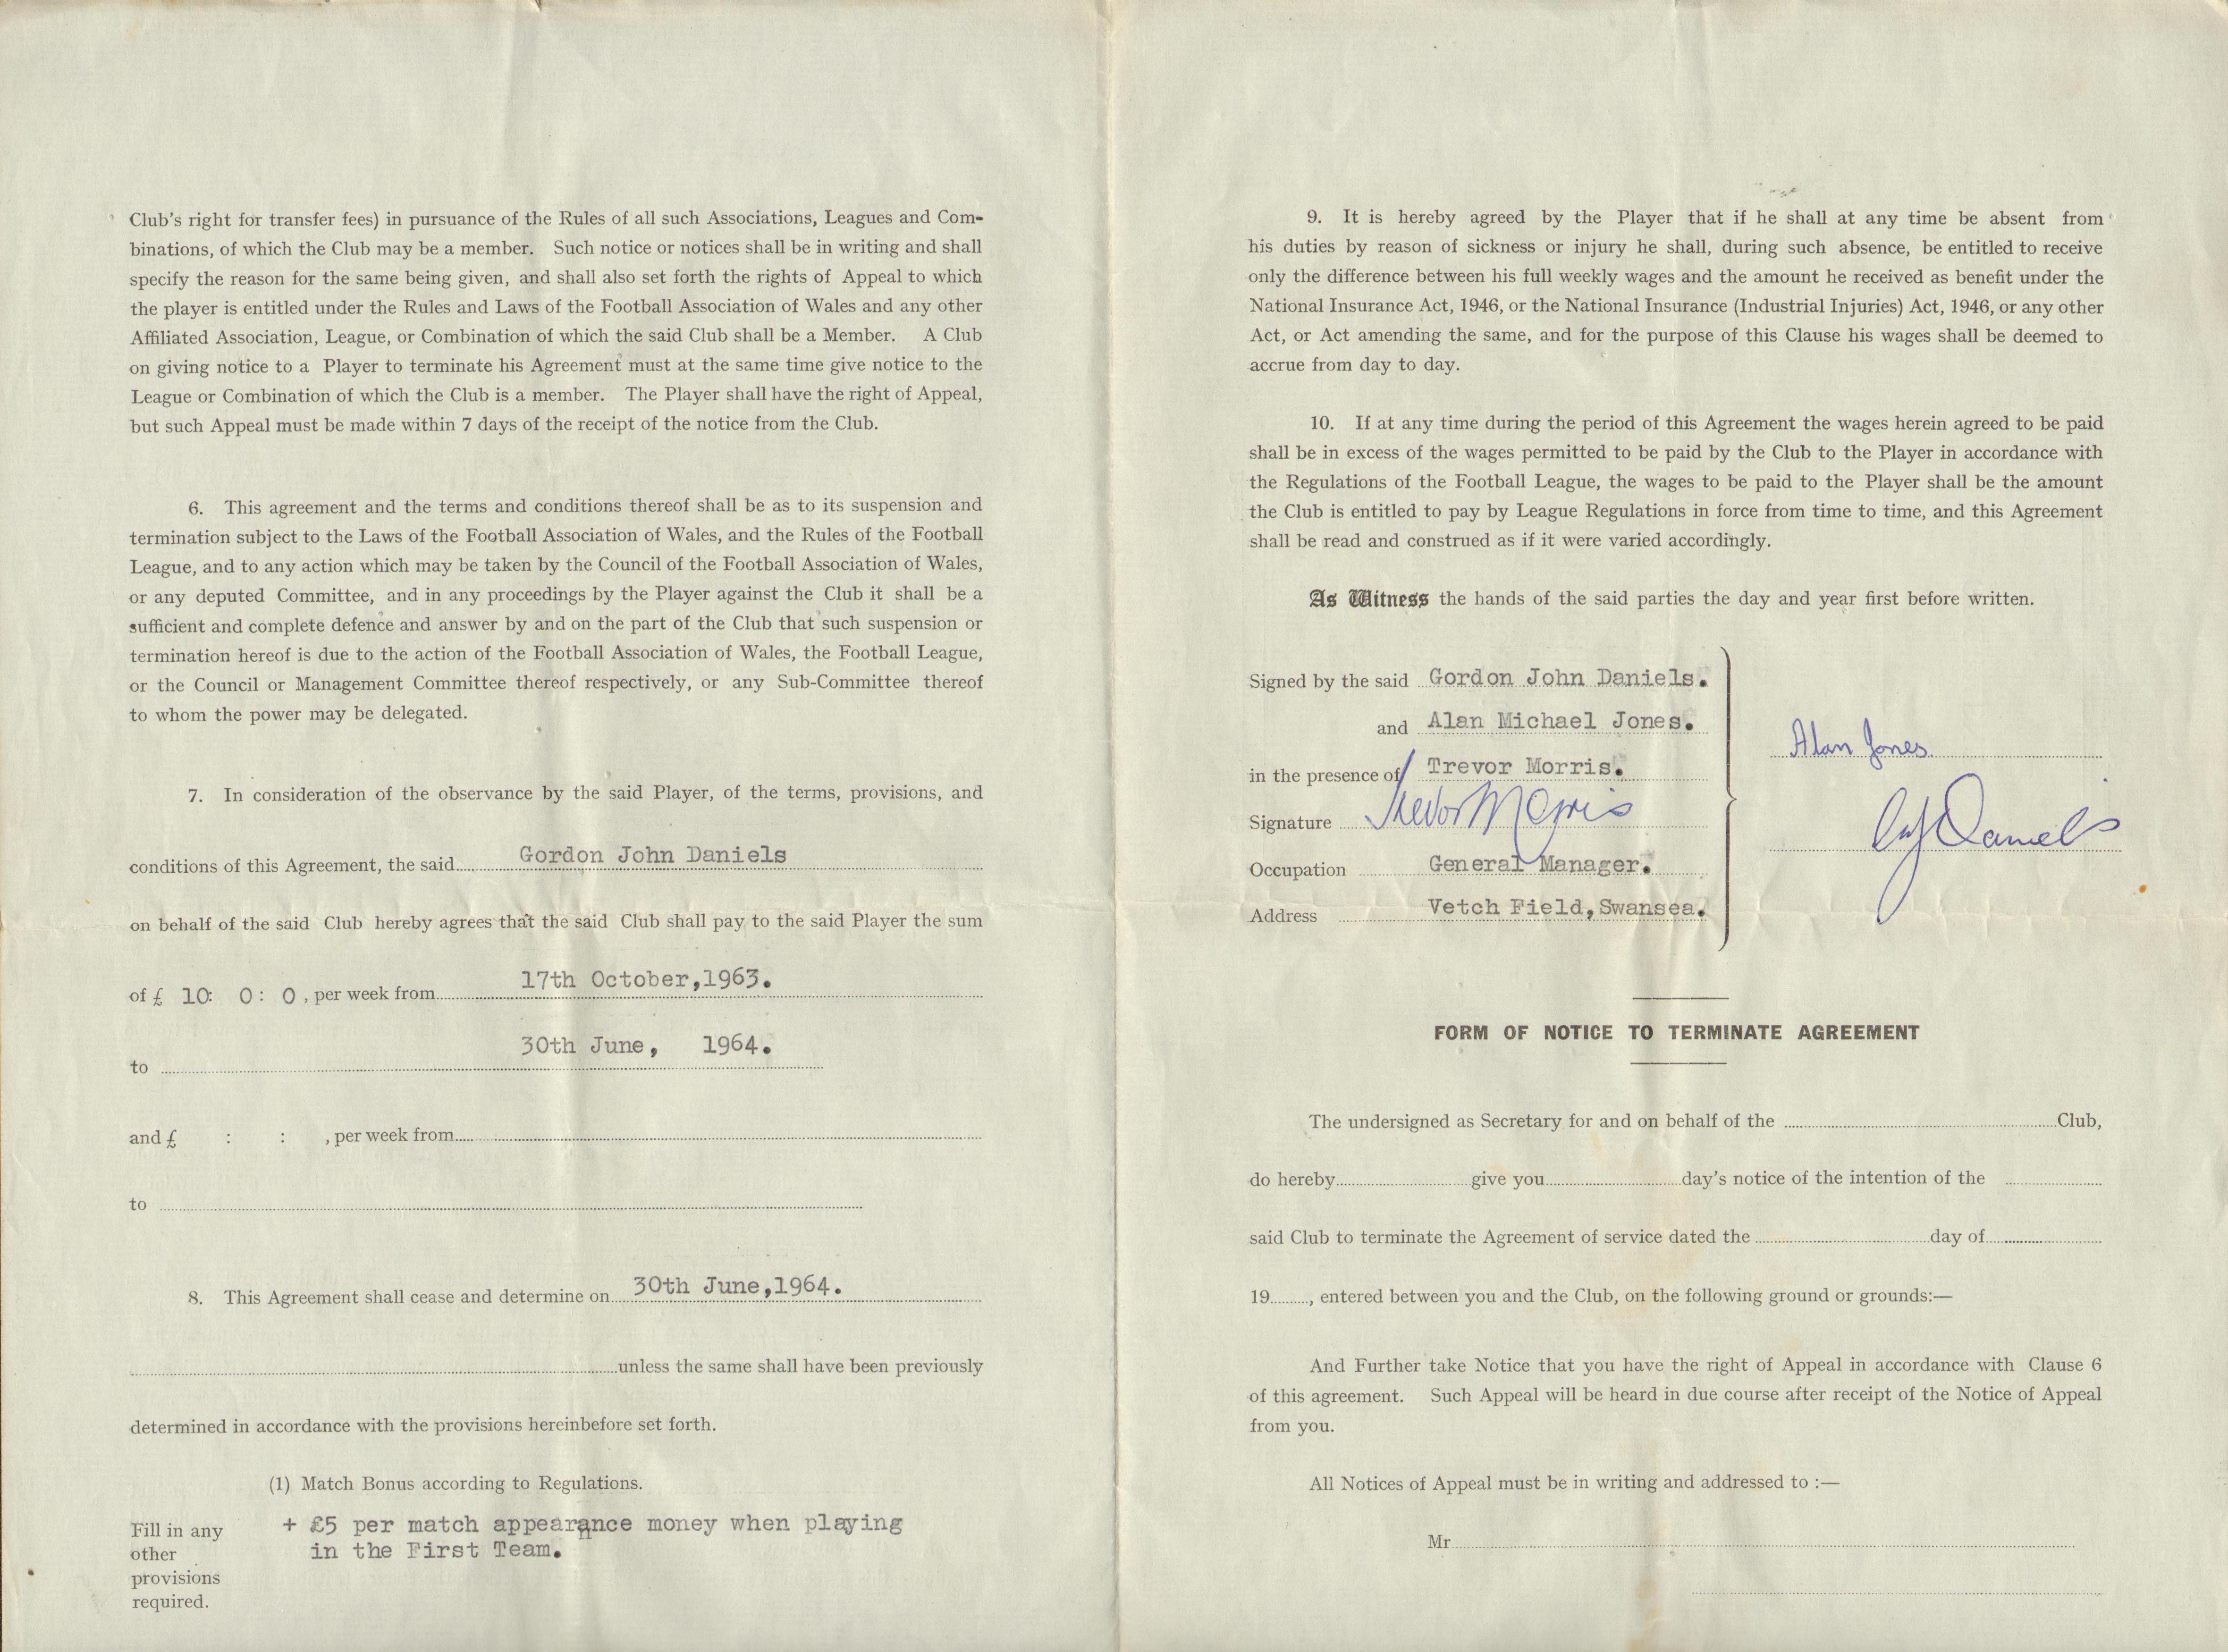 Club's right for transfer fees) in pursuance of the Rules of all such Associations, Leagues and Com-
binations, of which the Club may be a member. Such notice or notices shall be in writing and shall
specify the reason for the same being given, and shall also set forth the rights of Appeal to which
the player is entitled under the Rules and Laws of the Football Association of Wales and any other
Affiliated Association, League, or Combination of which the said Club shall be a Member. A Club
on giving notice to a Player to terminate his Agreement must at the same time give notice to the
League or Combination of which the Club is a member. The Player shall have the right of Appeal,
but such Appeal must be made within 7 days of the receipt of the notice from the Club.
6. This agreement and the terms and conditions thereof shall be as to its suspension and
termination subject to the Laws of the Football Association of Wales, and the Rules of the Football
League, and to any action which may be taken by the Council of the Football Association of Wales,
or any deputed Committee, and in any proceedings by the Player against the Club it shall be a
sufficient and complete defence and answer by and on the part of the Club that such suspension or
termination hereof is due to the action of the Football Association of Wales, the Football League,
or the Council or Management Committee thereof respectively, or any Sub-Committee thereof
to whom the power may be delegated.
7. In consideration of the observance by the said Player, of the terms, provisions, and
conditions of this Agreement, the said Gordon John Daniels
on behalf of the said Club hereby agrees that the said Club shall pay to the said Player the sum
of £ 10: 0: 0, per week from 17th October,1963.
to 30th June, 1964.
and £ : : , per week from
to
8. This Agreement shall cease and determine on 30th June,1964.
unless the same shall have been previously
determined in accordance with the provisions hereinbefore set forth.
(1) Match Bonus according to Regulations.
Fill in any
other
provisions
required.
+ £5 per match appearance money when playing
in the First Team.
9. It is hereby agreed by the Player that if he shall at any time be absent from
his duties by reason of sickness or injury he shall, during such absence, be entitled to receive
only the difference between his full weekly wages and the amount he received as benefit under the
National Insurance Act, 1946, or the National Insurance (Industrial Injuries) Act, 1946, or any other
Act, or Act amending the same, and for the purpose of this Clause his wages shall be deemed to
accrue from day to day.
10. If at any time during the period of this Agreement the wages herein agreed to be paid
shall be in excess of the wages permitted to be paid by the Club to the Player in accordance with
the Regulations of the Football League, the wages to be paid to the Player shall be the amount
the Club is entitled to pay by League Regulations in force from time to time, and this Agreement
shall be read and construed as if it were varied accordingly.
As Witness the hands of the said parties the day and year first before written.
Signed by the said Gordon John Daniels.
and Alan Michael Jones.
in the presence of Trevor Morris.
Signature Trevor Morris
Occupation General Manager.
Address Vetch Field, Swansea.
Alan Jones.
Daniels
FORM OF NOTICE TO TERMINATE AGREEMENT
The undersigned as Secretary for and on behalf of the Club,
do hereby give you day's notice of the intention of the
said Club to terminate the Agreement of service dated the day of
19 , entered between you and the Club, on the following ground or grounds:—
And Further take Notice that you have the right of Appeal in accordance with Clause 6
of this agreement. Such Appeal will be heard in due course after receipt of the Notice of Appeal
from you.
All Notices of Appeal must be in writing and addressed to :—
Mr